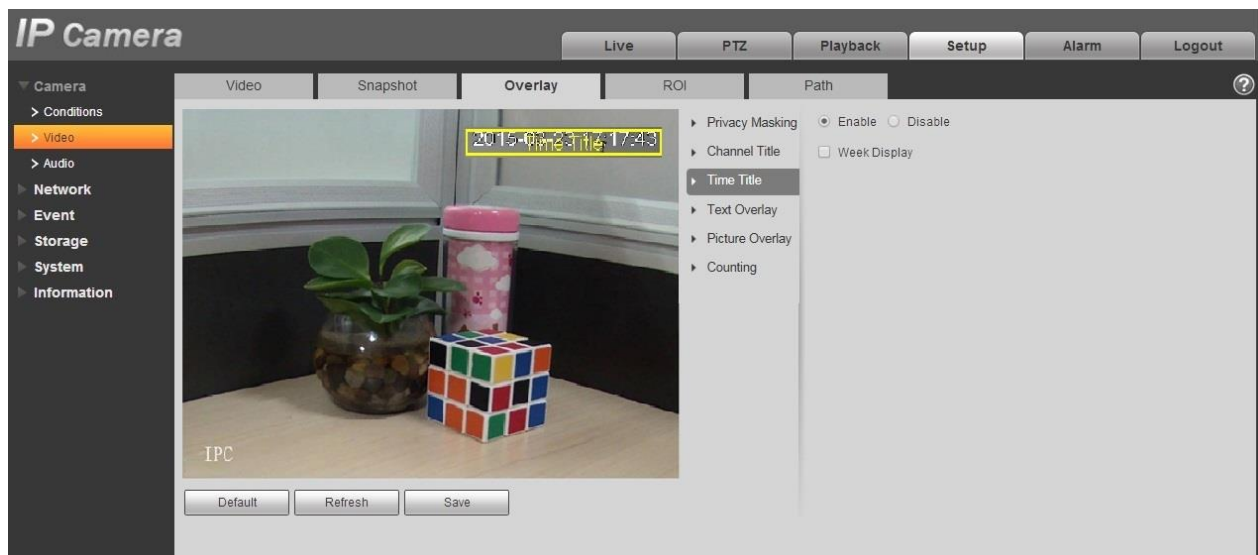 IP Camera
Live PTZ Playback Setup Alarm Logout
Camera
Conditions
Video
Audio
Network
Event
Storage
System
Information
Video Snapshot Overlay ROI Path
Time Title
IPC
Default Refresh Save
Privacy Masking
Channel Title
Time Title
Text Overlay
Picture Overlay
Counting
Enable Disable
Week Display